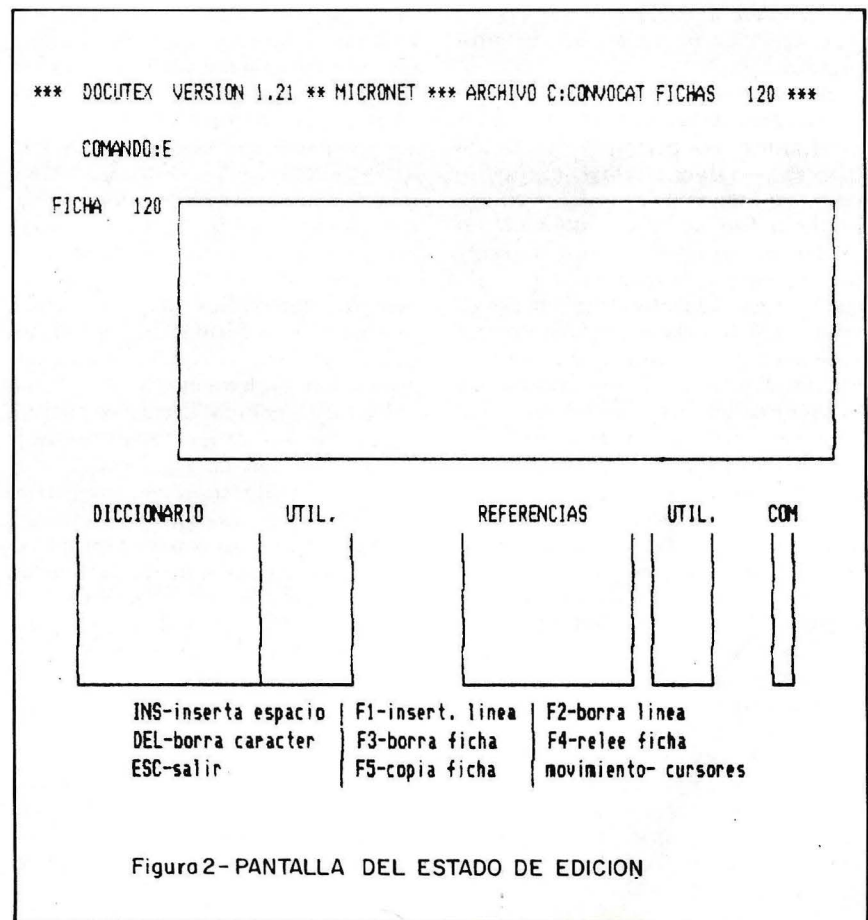 *** DOCUTEX VERSION 1.21 ** MICRONET *** ARCHIVO C:CONVOCAT FICHAS 120 ***
COMANDO:E
FICHA 120
DICCIONARIO UTIL. REFERENCIAS UTIL. COM
INS-inserta espacio | F1-insert. linea | F2-borra linea
DEL-borra caracter | F3-borra ficha | F4-relee ficha
ESC-salir | F5-copia ficha | movimiento- cursores
Figura 2- PANTALLA DEL ESTADO DE EDICION